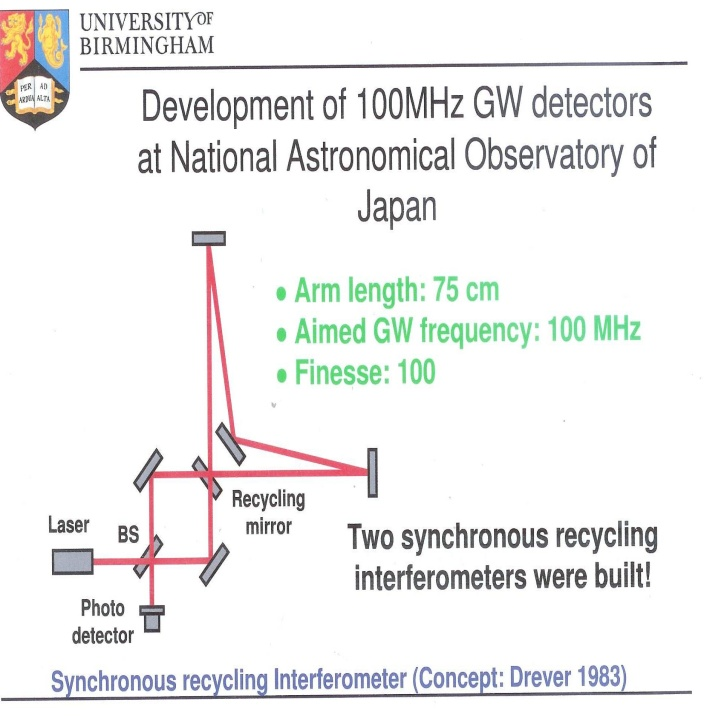 UNIVERSITY OF
BIRMINGHAM
PER AD
ARDUA ALTA
Development of 100MHz GW detectors
at National Astronomical Observatory of
Japan
• Arm length: 75 cm
• Aimed GW frequency: 100 MHz
• Finesse: 100
Recycling
mirror
Laser
BS
Two synchronous recycling
interferometers were built!
Photo
detector
Synchronous recycling Interferometer (Concept: Drever 1983)